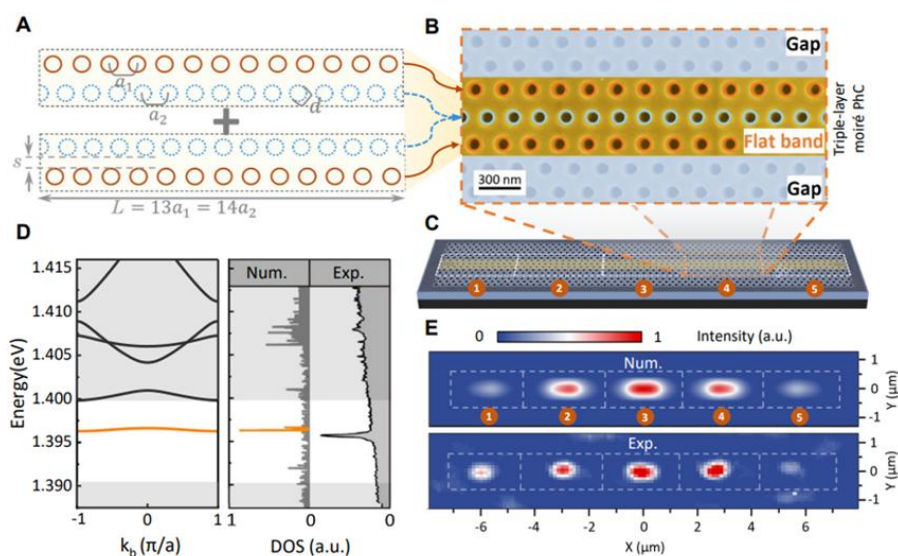 A
a₁
a₂
d
s
L = 13a₁ = 14a₂
B
Gap
Flat band
Gap
300 nm
Triple-layer
moiré PhC
C
1
2
3
4
5
D
Num.
Exp.
1.415
1.410
1.405
1.400
1.395
1.390
Energy(eV)
-1
0
1
k_b (π/a)
1
0
0
DOS (a.u.)
E
0
1
Intensity (a.u.)
Num.
1
2
3
4
5
1
0
-1
Y (μm)
Exp.
1
0
-1
Y (μm)
-6
-4
-2
0
2
4
6
X (μm)